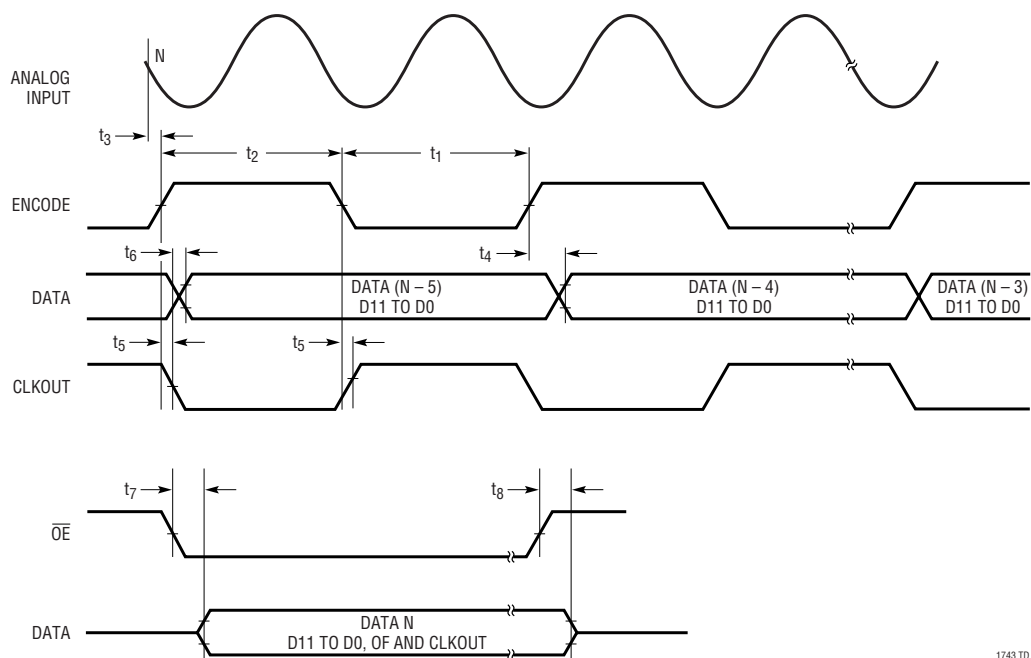 N
ANALOG
INPUT
t3
t2
t1
ENCODE
t6
t4
DATA
DATA (N – 5)
D11 TO D0
DATA (N – 4)
D11 TO D0
DATA (N – 3)
D11 TO D0
t5
t5
CLKOUT
t7
t8
OE
DATA
DATA N
D11 TO D0, OF AND CLKOUT
1743 TD